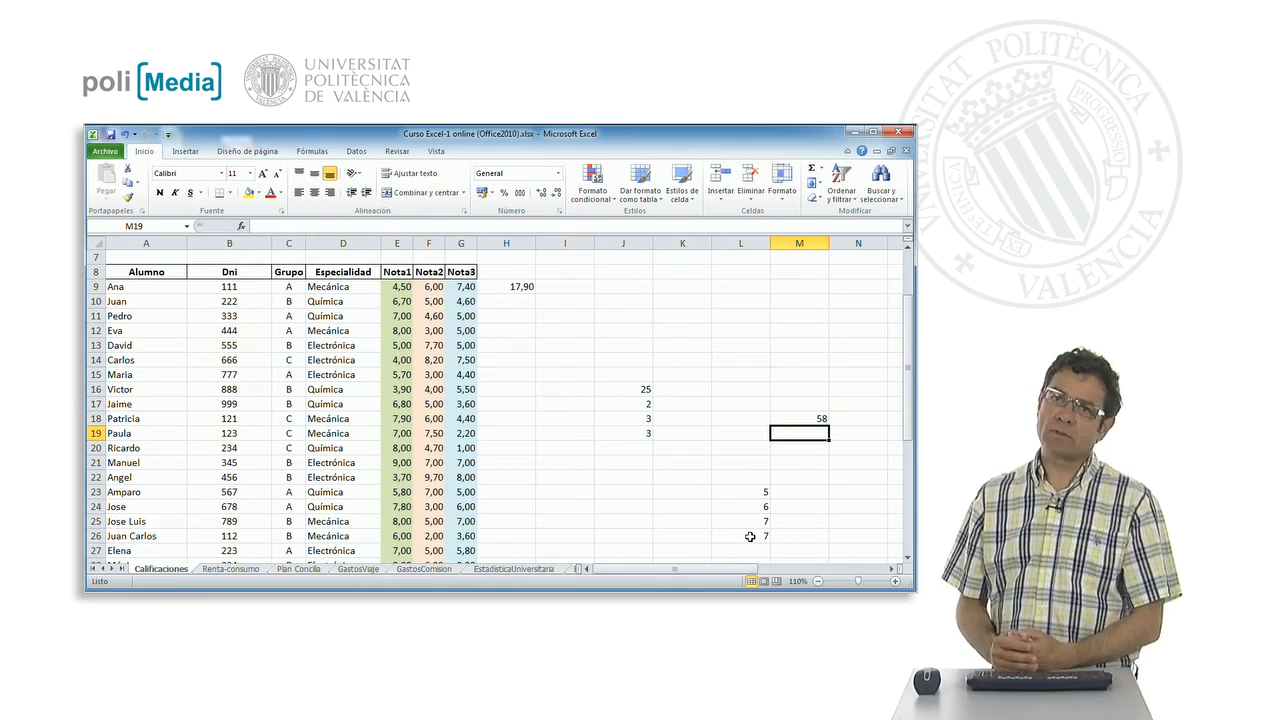 poli [Media]
UNIVERSITAT
POLITÈCNICA
DE VALÈNCIA
UNIVERSITAT POLITÈCNICA DE VALÈNCIA
PROGRESSIO
Curso Excel-1 online (Office2010).xlsx - Microsoft Excel
Archivo Inicio Insertar Diseño de página Fórmulas Datos Revisar Vista
Pegar
Calibri 11
N K S
Ajustar texto
Combinar y centrar
General
% 000
Formato condicional
Dar formato como tabla
Estilos de celda
Insertar Eliminar Formato
Ordenar y filtrar
Buscar y seleccionar
Portapapeles Fuente Alineación Número Estilos Celdas Modificar
M19 fx
A B C D E F G H I J K L M N
7
8 Alumno Dni Grupo Especialidad Nota1 Nota2 Nota3
9 Ana 111 A Mecánica 4,50 6,00 7,40 17,90
10 Juan 222 B Química 6,70 5,00 4,60
11 Pedro 333 A Química 7,00 4,60 5,00
12 Eva 444 A Mecánica 8,00 3,00 5,00
13 David 555 B Electrónica 5,00 7,70 5,00
14 Carlos 666 C Electrónica 4,00 8,20 7,50
15 Maria 777 A Electrónica 5,70 3,00 4,40
16 Victor 888 B Química 3,90 4,00 5,50 25
17 Jaime 999 B Química 6,80 5,00 3,60 2
18 Patricia 121 C Mecánica 7,90 6,00 4,40 3 58
19 Paula 123 C Mecánica 7,00 7,50 2,20 3
20 Ricardo 234 C Química 8,00 4,70 1,00
21 Manuel 345 B Electrónica 9,00 7,00 7,00
22 Angel 456 B Electrónica 3,70 9,70 8,00
23 Amparo 567 A Química 5,80 7,00 5,00 5
24 Jose 678 A Química 7,80 3,00 6,00 6
25 Jose Luis 789 B Mecánica 8,00 5,00 7,00 7
26 Juan Carlos 112 B Mecánica 6,00 2,00 3,60 7
27 Elena 223 A Electrónica 7,00 5,00 5,80
Calificaciones Renta-consumo Plan Concilia GastosViaje GastosComision EstadisticaUniversitaria
Listo 110%